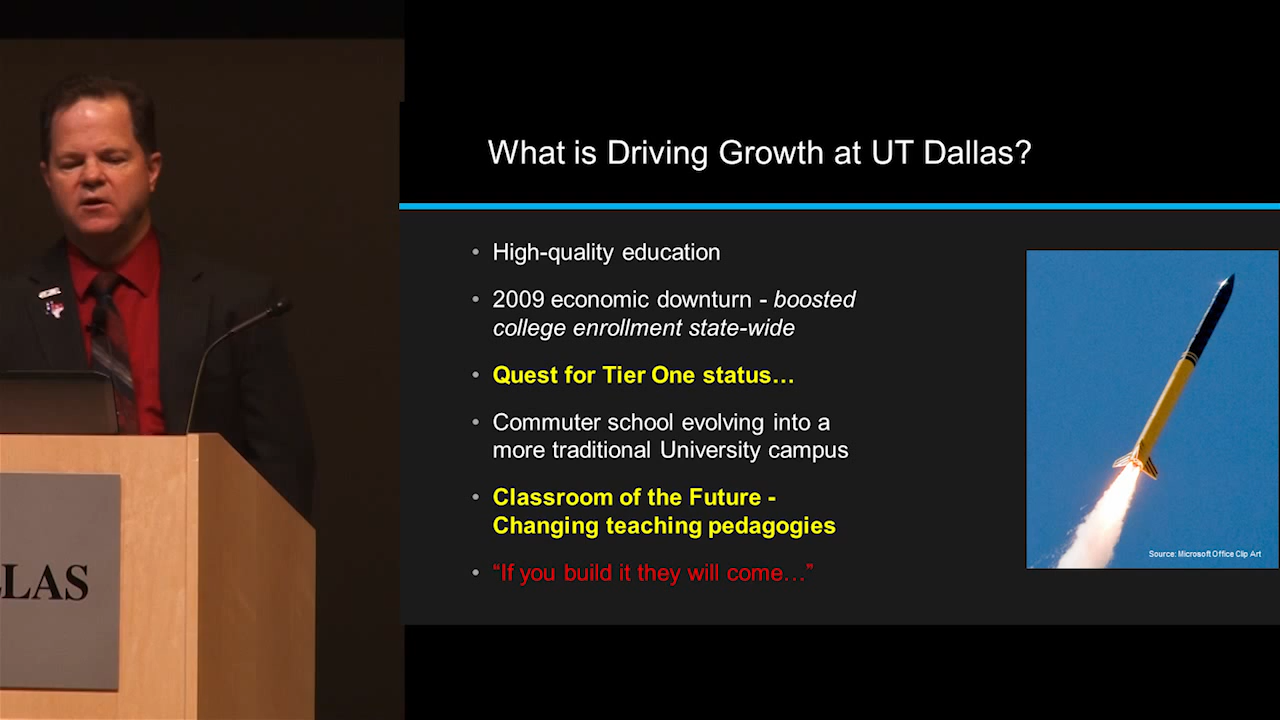 What is Driving Growth at UT Dallas?
• High-quality education
• 2009 economic downturn - boosted
college enrollment state-wide
• Quest for Tier One status…
• Commuter school evolving into a
more traditional University campus
• Classroom of the Future -
Changing teaching pedagogies
• “If you build it they will come…”
Source: Microsoft Office Clip Art
LLAS